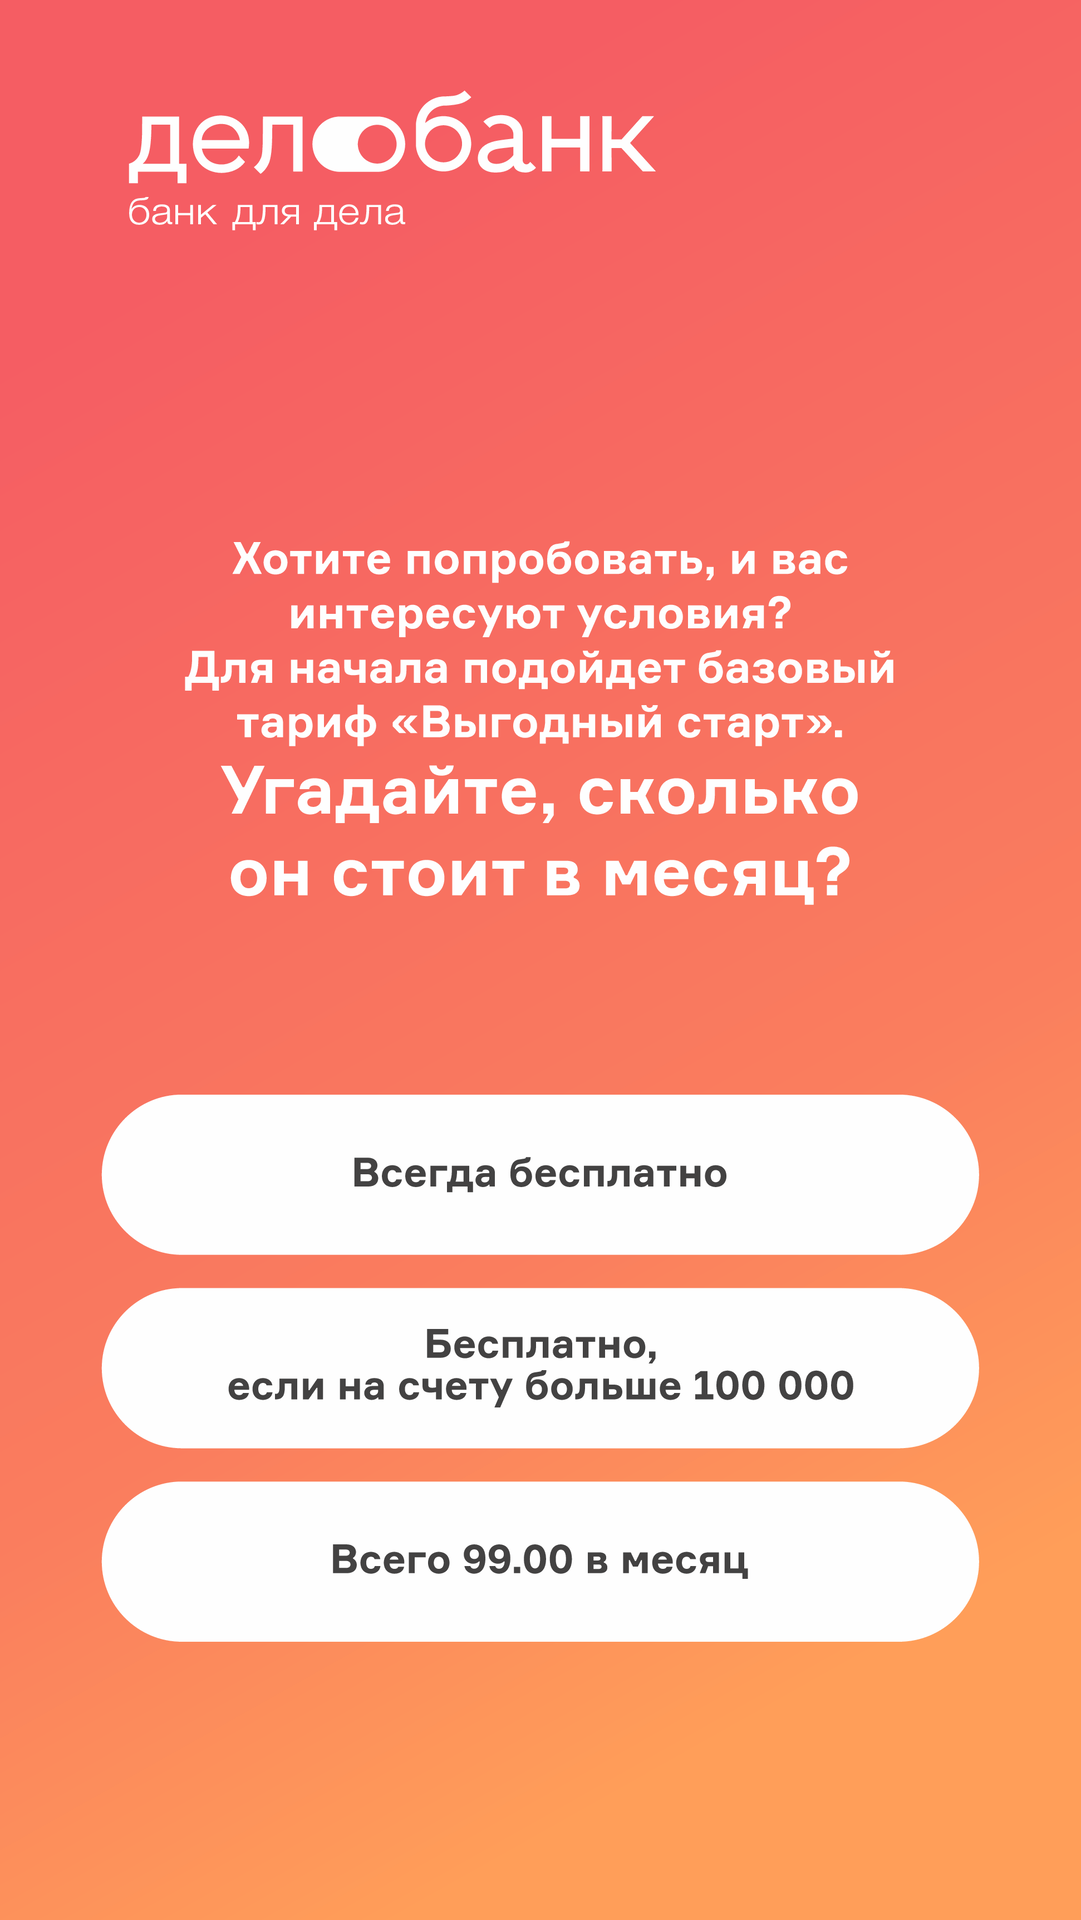 делобанк
банк для дела
Хотите попробовать, и вас
интересуют условия?
Для начала подойдет базовый
тариф «Выгодный старт».
Угадайте, сколько
он стоит в месяц?
Всегда бесплатно
Бесплатно,
если на счету больше 100 000
Всего 99.00 в месяц